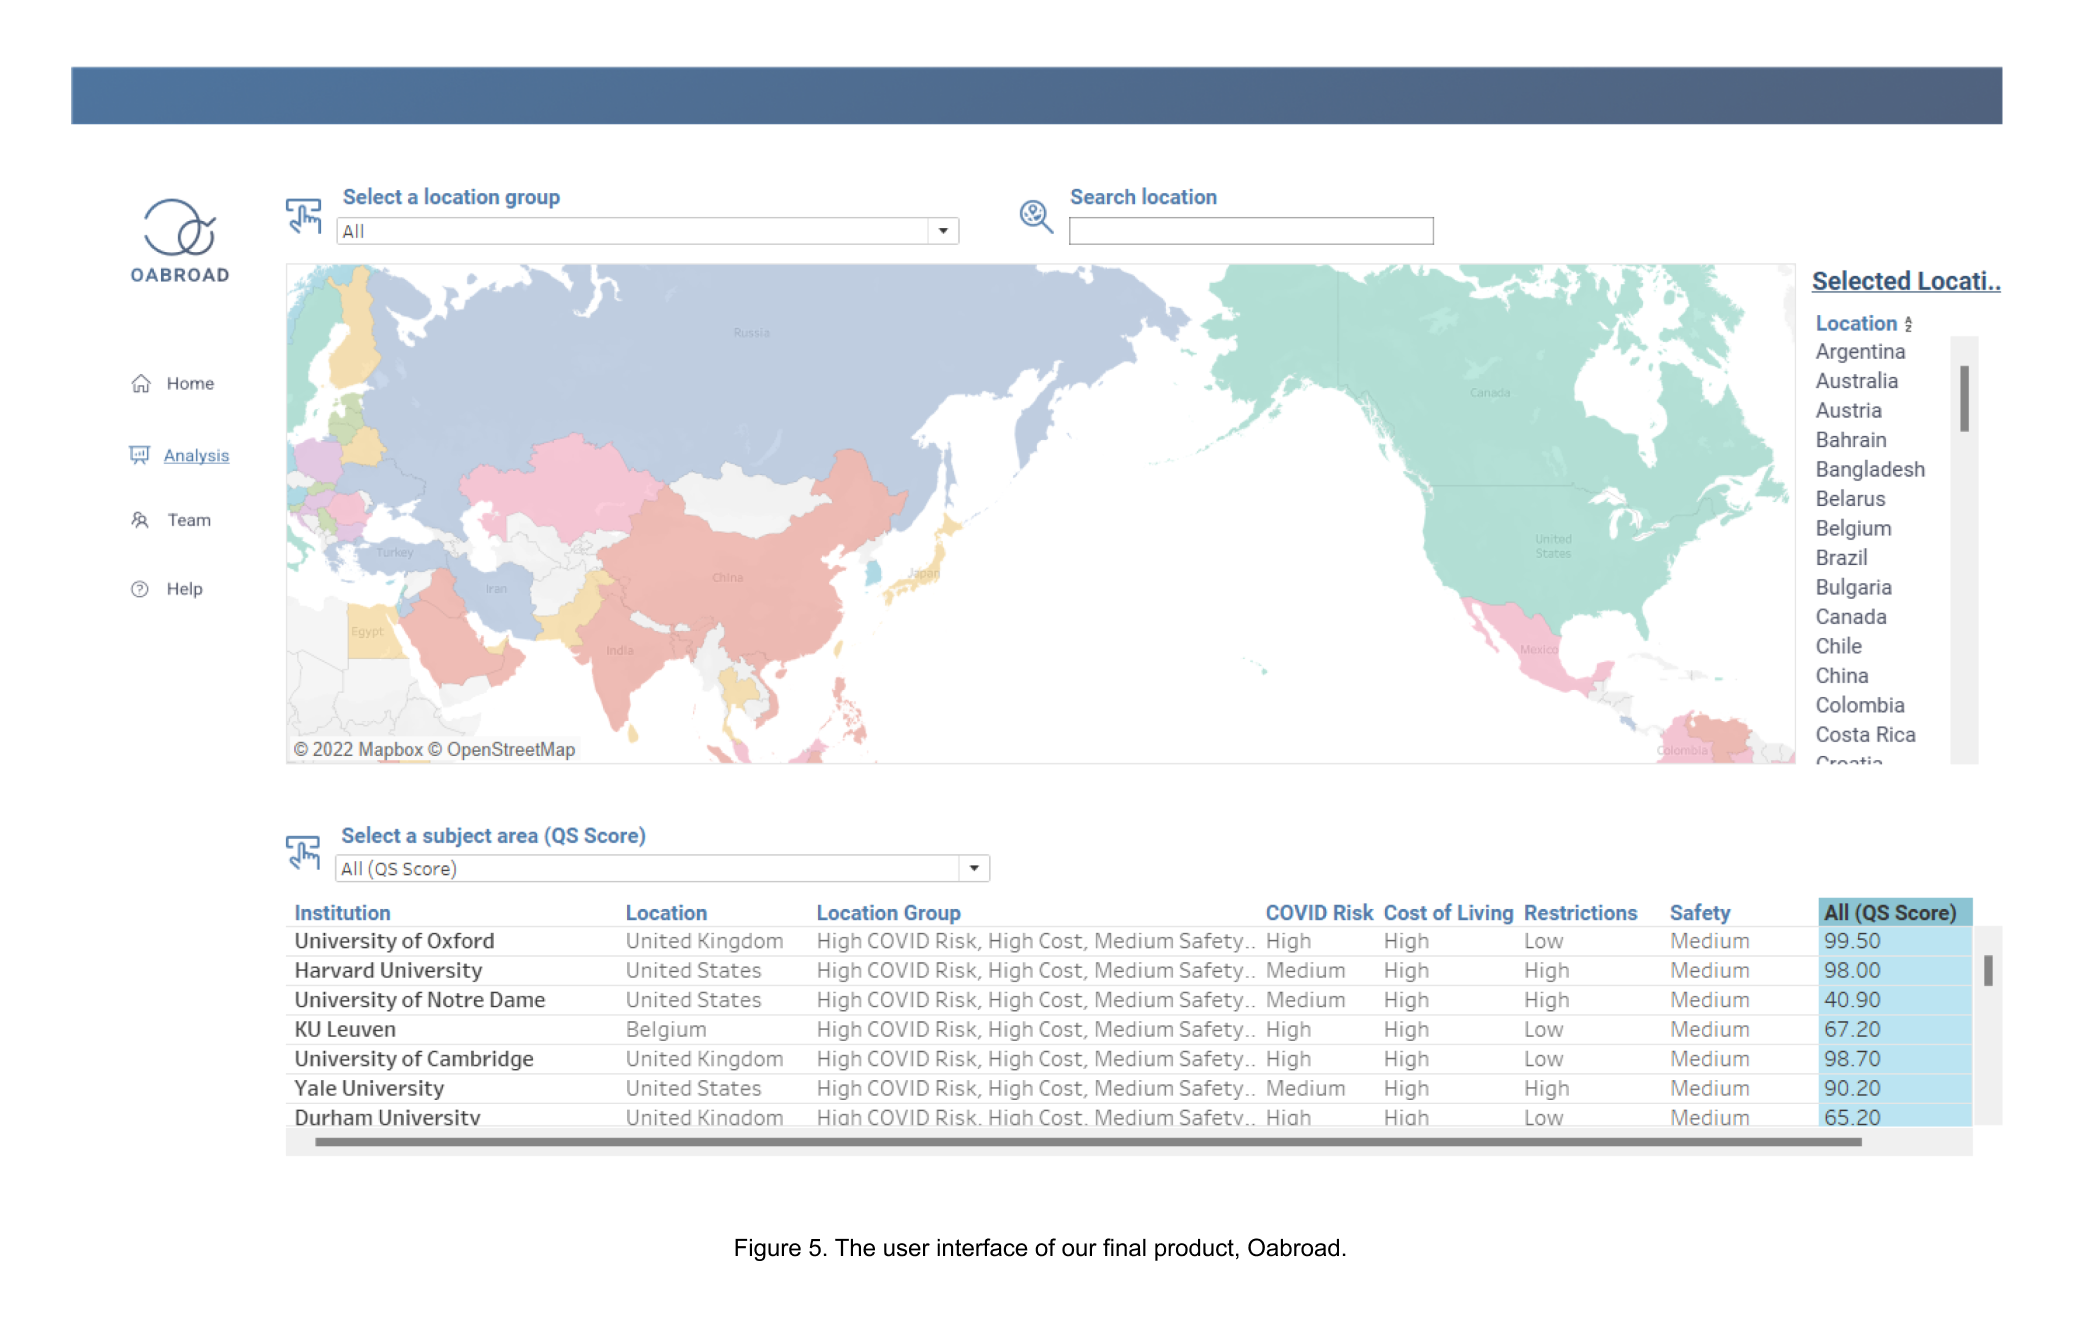 OABROAD
Home
Analysis
Team
Help
Select a location group
All
Search location
Russia
Canada
Turkey
Iran
China
Japan
United
States
Egypt
India
Mexico
Colombia
© 2022 Mapbox © OpenStreetMap
Selected Locati..
Location
Argentina
Australia
Austria
Bahrain
Bangladesh
Belarus
Belgium
Brazil
Bulgaria
Canada
Chile
China
Colombia
Costa Rica
Croatia
Select a subject area (QS Score)
All (QS Score)
Institution Location Location Group COVID Risk Cost of Living Restrictions Safety All (QS Score)
University of Oxford United Kingdom High COVID Risk, High Cost, Medium Safety.. High High Low Medium 99.50
Harvard University United States High COVID Risk, High Cost, Medium Safety.. Medium High High Medium 98.00
University of Notre Dame United States High COVID Risk, High Cost, Medium Safety.. Medium High High Medium 40.90
KU Leuven Belgium High COVID Risk, High Cost, Medium Safety.. High High Low Medium 67.20
University of Cambridge United Kingdom High COVID Risk, High Cost, Medium Safety.. High High Low Medium 98.70
Yale University United States High COVID Risk, High Cost, Medium Safety.. Medium High High Medium 90.20
Durham University United Kingdom High COVID Risk, High Cost, Medium Safety.. High High Low Medium 65.20
Figure 5. The user interface of our final product, Oabroad.